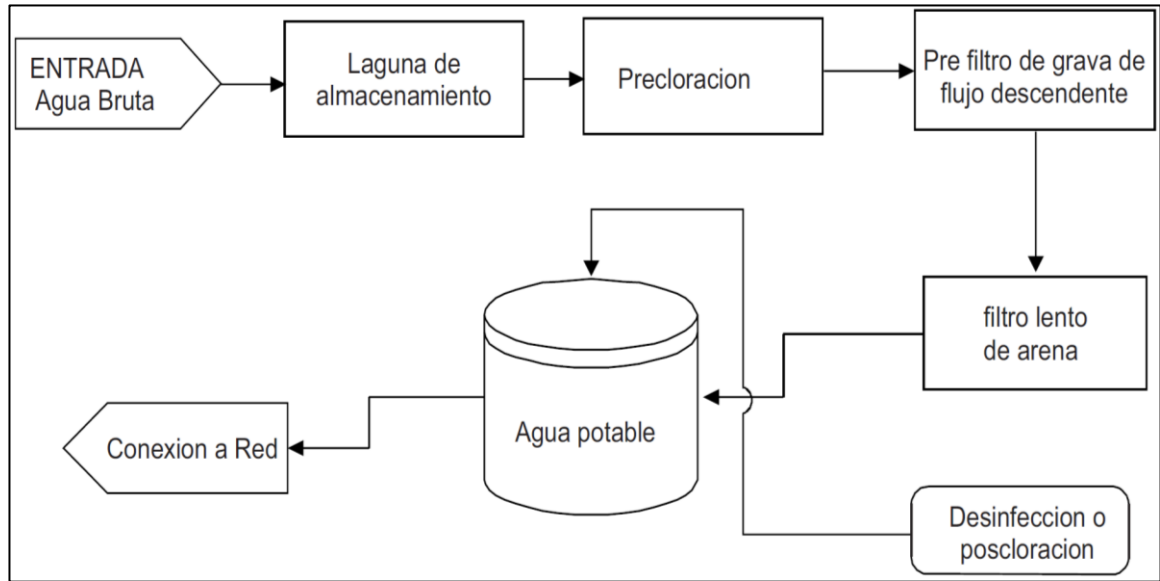 ENTRADA
Agua Bruta
Laguna de
almacenamiento
Precloracion
Pre filtro de grava de
flujo descendente
filtro lento
de arena
Agua potable
Conexion a Red
Desinfeccion o
poscloracion